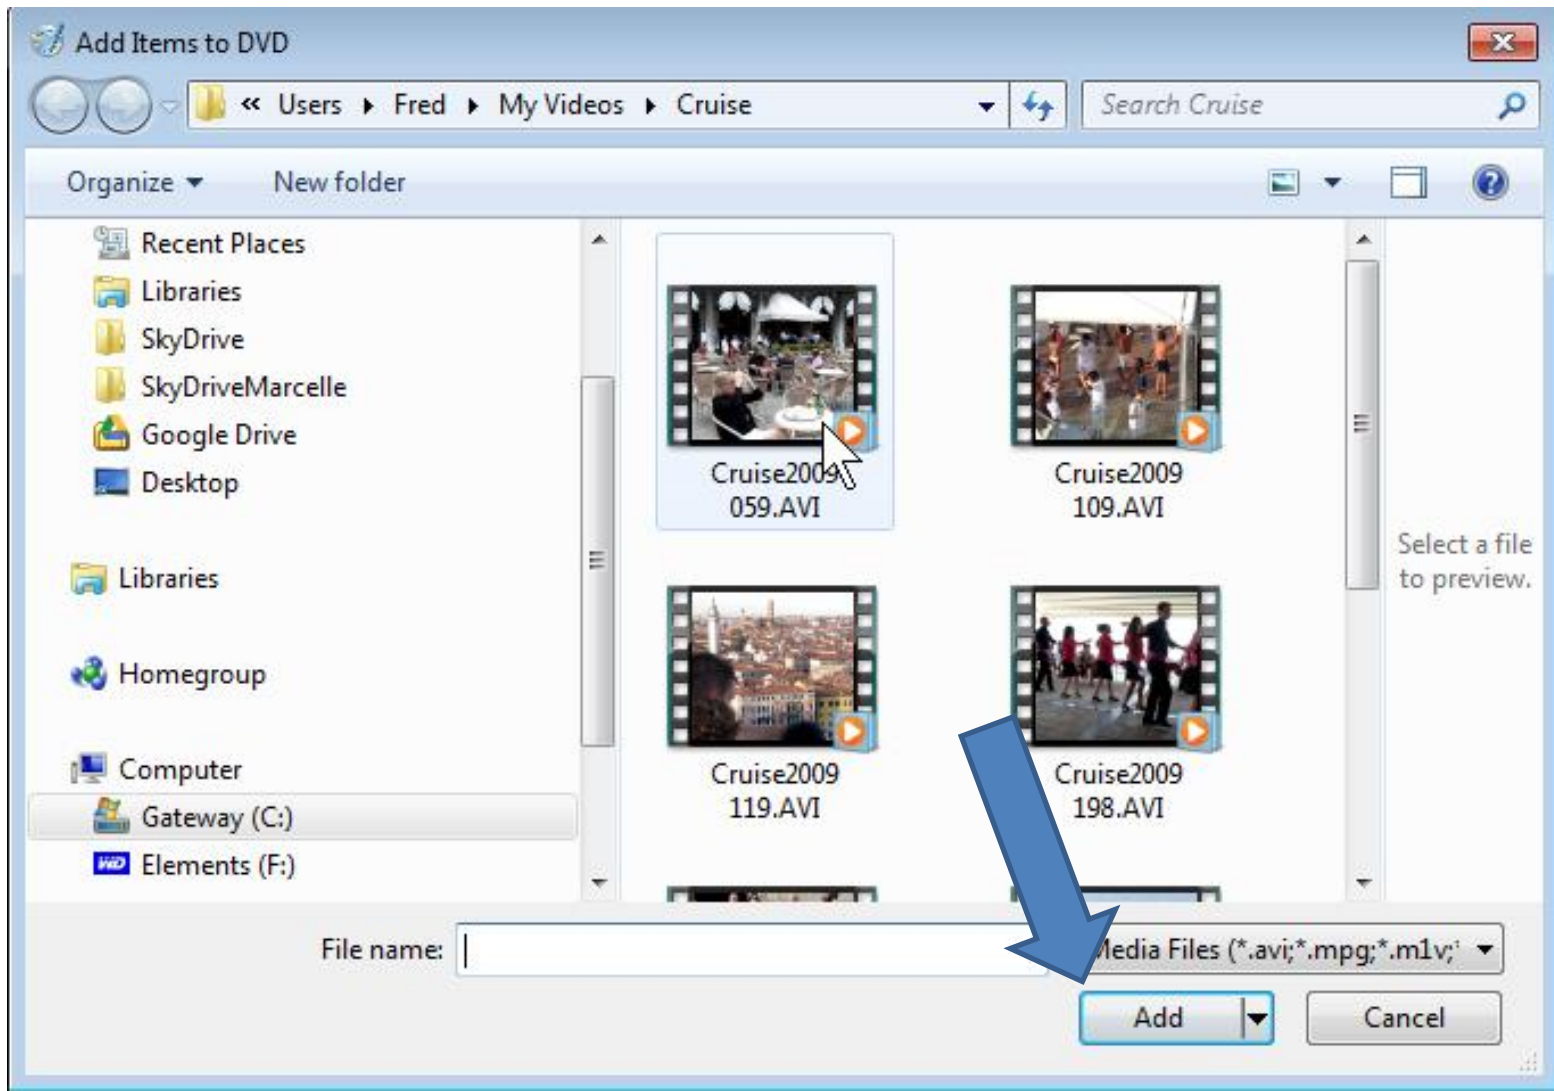 Add Items to DVD
« Users Fred My Videos Cruise
Search Cruise
Organize
New folder
Recent Places
Libraries
SkyDrive
SkyDriveMarcelle
Google Drive
Desktop
Libraries
Homegroup
Computer
Gateway (C:)
WD Elements (F:)
Cruise2009
059.AVI
Cruise2009
109.AVI
Cruise2009
119.AVI
Cruise2009
198.AVI
Select a file
to preview.
File name:
Media Files (*.avi;*.mpg;*.m1v;
Add
Cancel